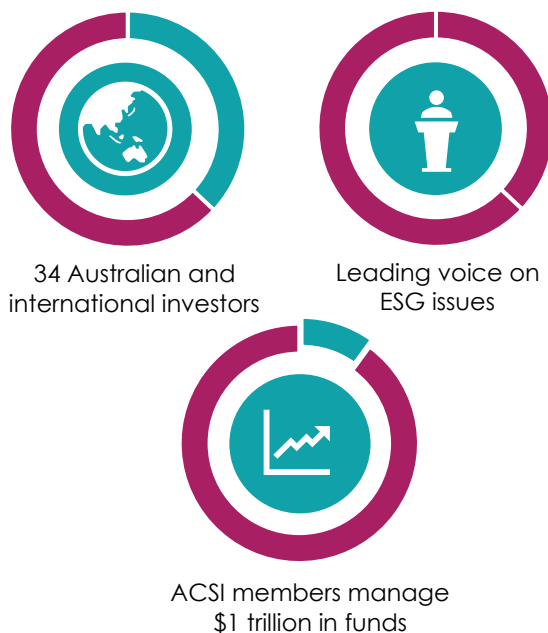 34 Australian and
international investors
Leading voice on
ESG issues
ACSI members manage
$1 trillion in funds